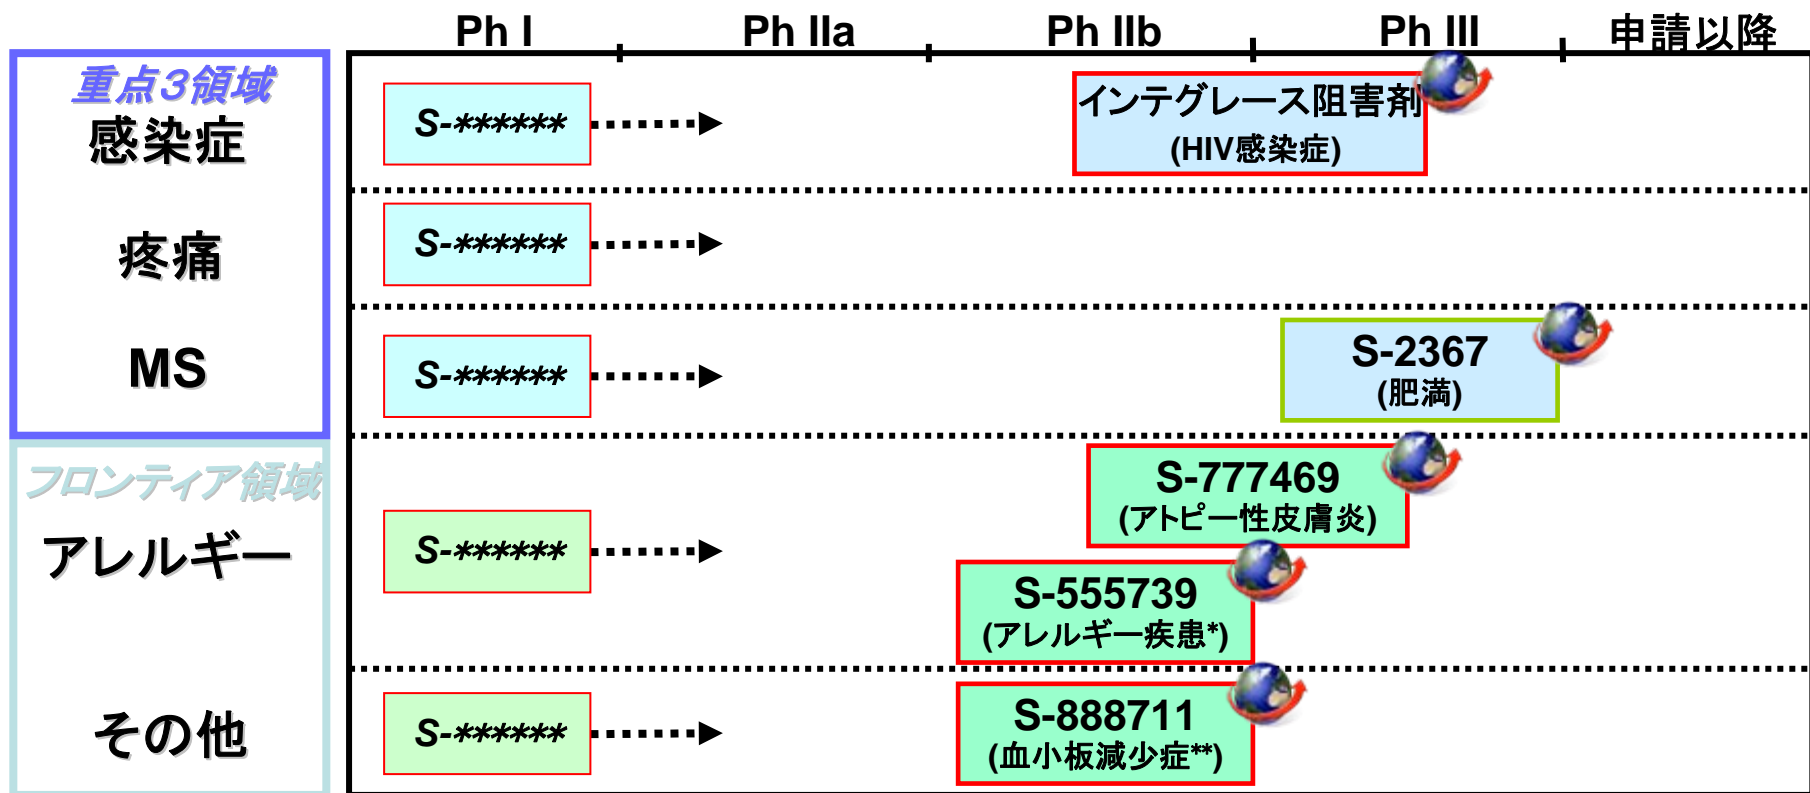 Ph I Ph IIa Ph IIb Ph III 申請以降
重点3領域
感染症
S-******
インテグレース阻害剤
(HIV感染症)
疼痛
S-******
MS
S-******
S-2367
(肥満)
フロンティア領域
アレルギー
S-******
S-777469
(アトピー性皮膚炎)
S-555739
(アレルギー疾患*)
その他
S-******
S-888711
(血小板減少症**)